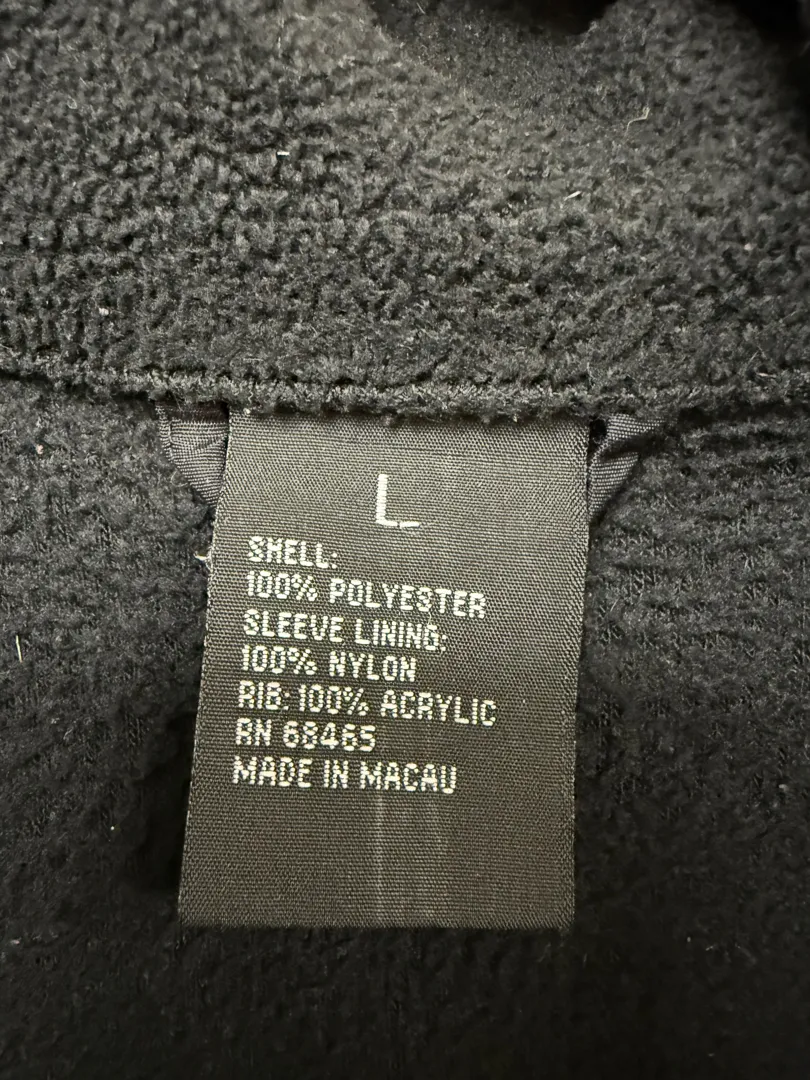 L
SHELL:
100% POLYESTER
SLEEVE LINING:
100% NYLON
RIB: 100% ACRYLIC
RN 68465
MADE IN MACAU